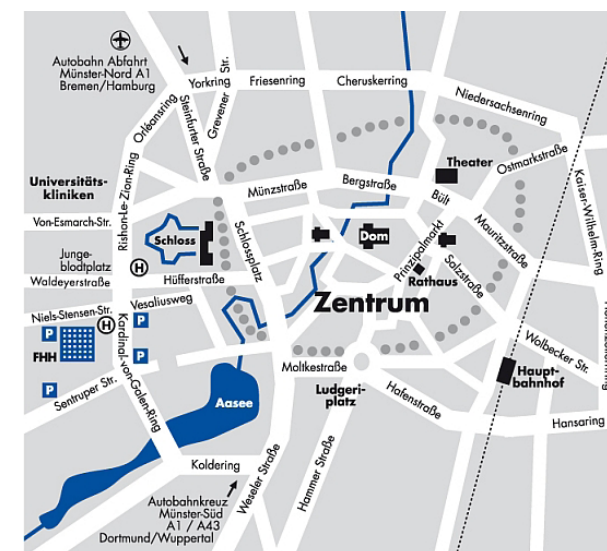 Autobahn Abfahrt
Münster-Nord A1
Bremen/Hamburg
Yorkring
Friesenring
Cheruskerring
Niedersachsenring
Grevener Str.
Steinfurter Straße
Orléansring
Rishon-Le-Zion-Ring
Theater
Ostmarkstraße
Kaiser-Wilhelm-Ring
Universitäts-
kliniken
Münzstraße
Bergstraße
Bült
Mauritzstraße
Von-Esmarch-Str.
Schloss
Schlossplatz
Dom
Prinzipalmarkt
Junge-
blodtplatz
H
Waldeyerstraße
Hüfferstraße
Rathaus
Salzstraße
Vesaliusweg
Niels-Stensen-Str.
Zentrum
P
H
P
FHH
Kardinal-von-Galen-Ring
P
Wolbecker Str.
Moltkestraße
Haupt-
bahnhof
P
Sentruper Str.
Aasee
Ludgeri-
platz
Hafenstraße
Hansaring
Koldering
Weseler Straße
Hammer Straße
Autobahnkreuz
Münster-Süd
A1 / A43
Dortmund/Wuppertal